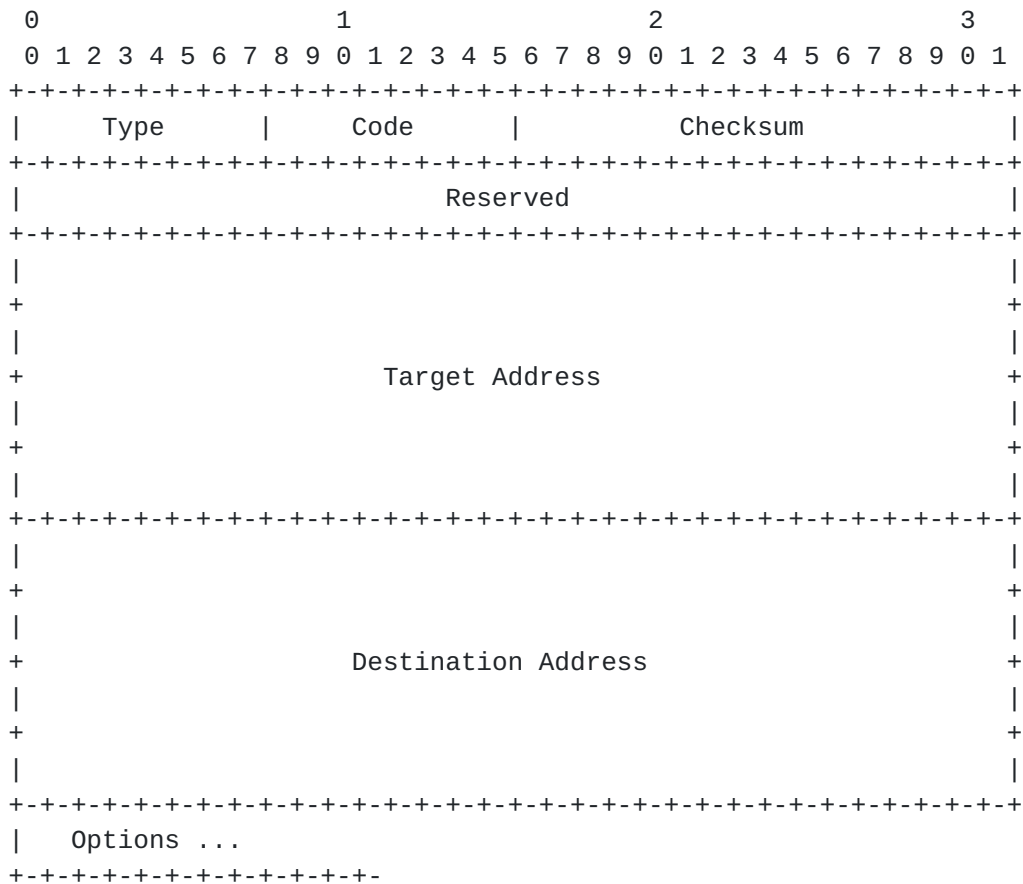 0                   1                   2                   3
 0 1 2 3 4 5 6 7 8 9 0 1 2 3 4 5 6 7 8 9 0 1 2 3 4 5 6 7 8 9 0 1
+-+-+-+-+-+-+-+-+-+-+-+-+-+-+-+-+-+-+-+-+-+-+-+-+-+-+-+-+-+-+-+-+
|     Type      |     Code      |          Checksum             |
+-+-+-+-+-+-+-+-+-+-+-+-+-+-+-+-+-+-+-+-+-+-+-+-+-+-+-+-+-+-+-+-+
|                           Reserved                            |
+-+-+-+-+-+-+-+-+-+-+-+-+-+-+-+-+-+-+-+-+-+-+-+-+-+-+-+-+-+-+-+-+
|                                                               |
+                                                               +
|                                                               |
+                       Target Address                          +
|                                                               |
+                                                               +
|                                                               |
+-+-+-+-+-+-+-+-+-+-+-+-+-+-+-+-+-+-+-+-+-+-+-+-+-+-+-+-+-+-+-+-+
|                                                               |
+                                                               +
|                                                               |
+                     Destination Address                       +
|                                                               |
+                                                               +
|                                                               |
+-+-+-+-+-+-+-+-+-+-+-+-+-+-+-+-+-+-+-+-+-+-+-+-+-+-+-+-+-+-+-+-+
|   Options ...
+-+-+-+-+-+-+-+-+-+-+-+-